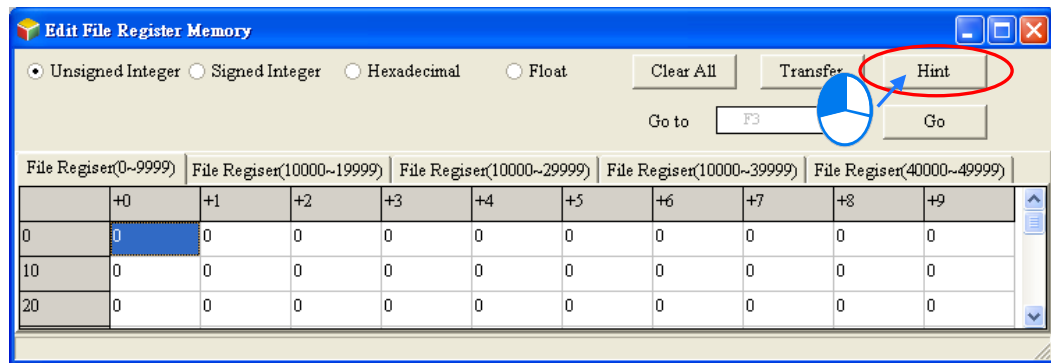 Edit File Register Memory
Unsigned Integer Signed Integer Hexadecimal Float Clear All Transfer Hint
Go to F3 Go
File Regiser(0~9999) File Regiser(10000~19999) File Regiser(10000~29999) File Regiser(10000~39999) File Regiser(40000~49999)
+0 +1 +2 +3 +4 +5 +6 +7 +8 +9
0 0 0 0 0 0 0 0 0 0 0
10 0 0 0 0 0 0 0 0 0 0
20 0 0 0 0 0 0 0 0 0 0